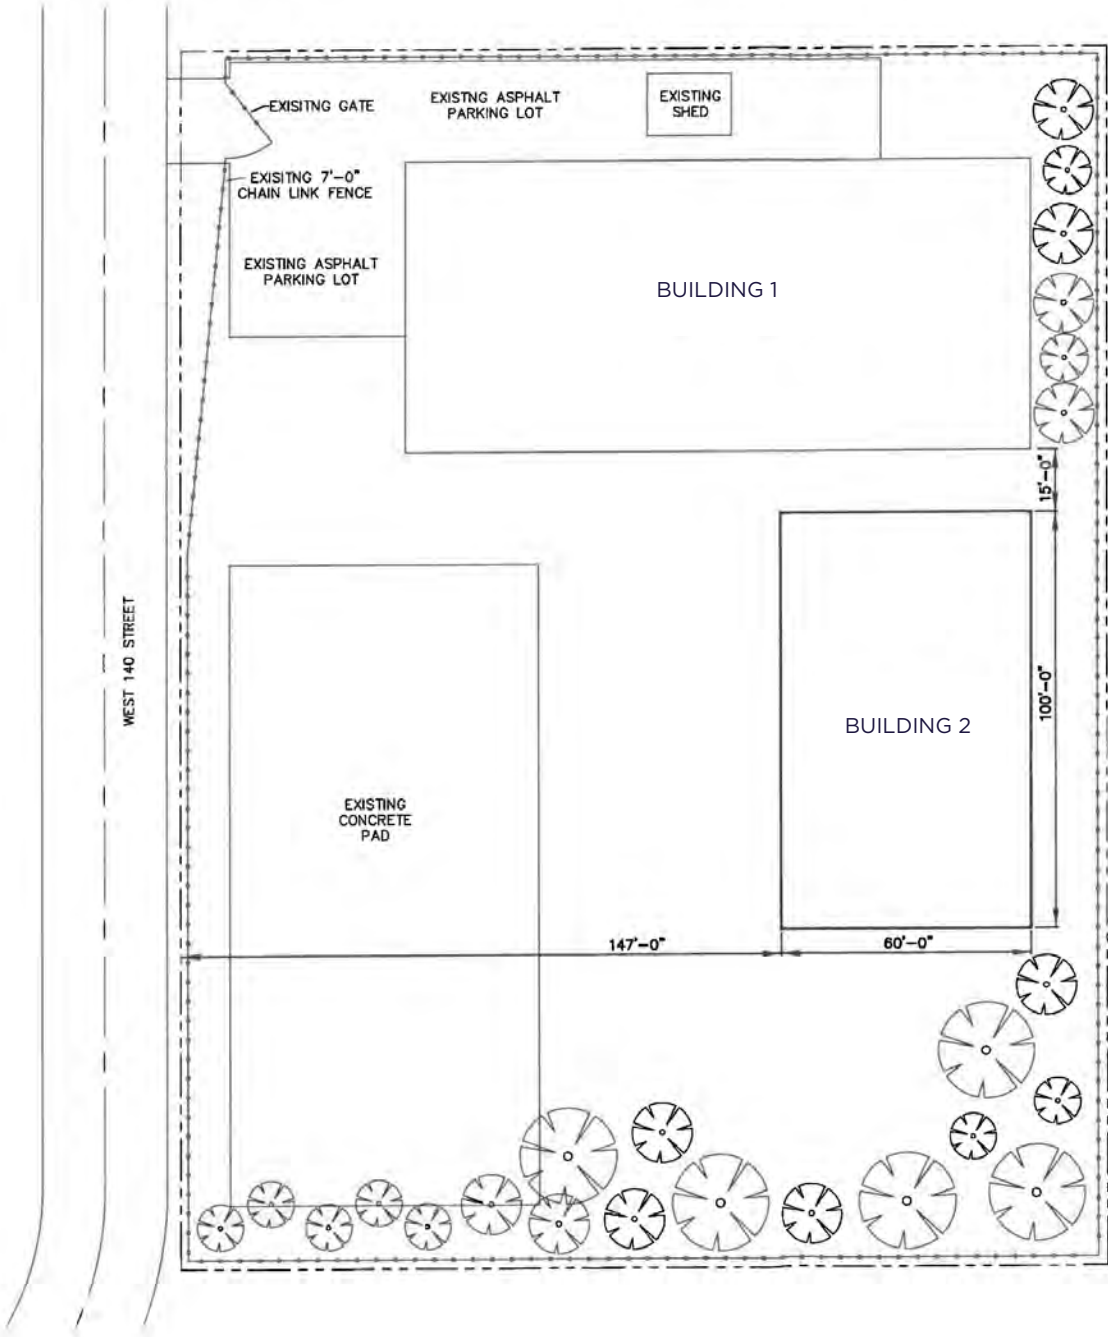 EXISITNG GATE
EXISTNG ASPHALT
PARKING LOT
EXISTING
SHED
EXISITNG 7'-0"
CHAIN LINK FENCE
EXISTING ASPHALT
PARKING LOT
BUILDING 1
15'-0"
WEST 140 STREET
100'-0"
BUILDING 2
EXISTING
CONCRETE
PAD
147'-0"
60'-0"